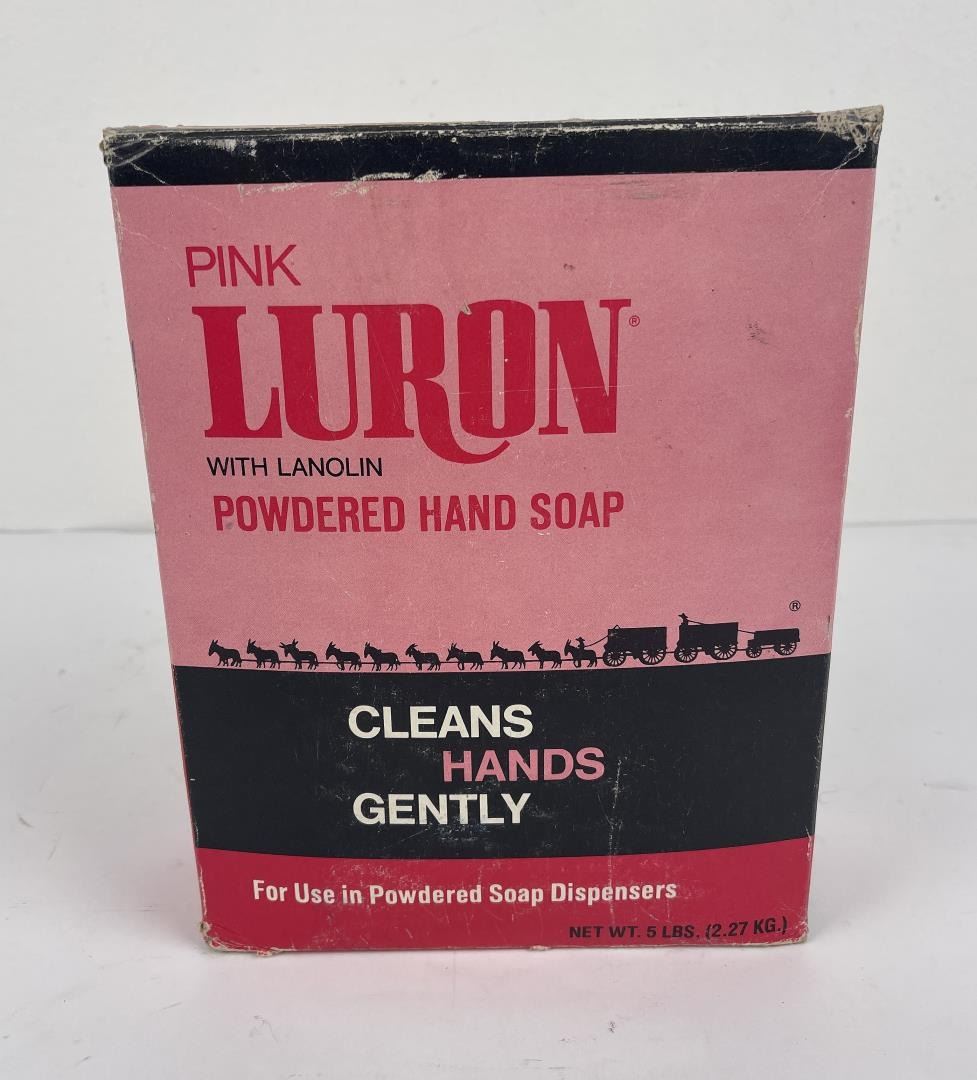 PINK
LURON®
WITH LANOLIN
POWDERED HAND SOAP
®
CLEANS
HANDS
GENTLY
For Use in Powdered Soap Dispensers
NET WT. 5 LBS. (2.27 KG.)